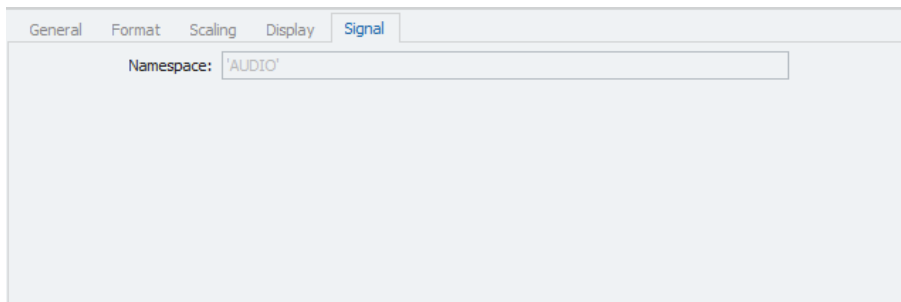 General Format Scaling Display Signal
Namespace: 'AUDIO'